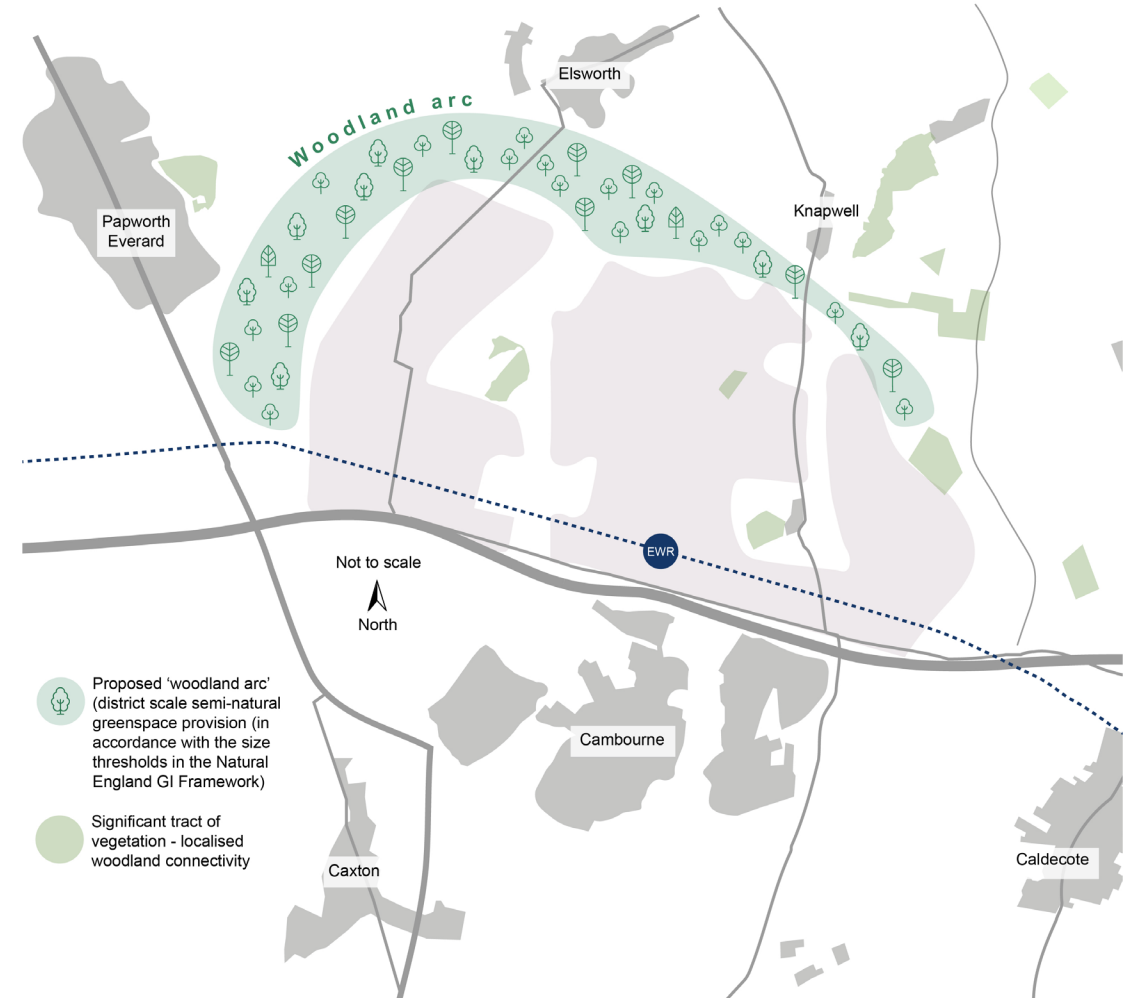 Elsworth
Woodland arc
Papworth
Everard
Knapwell
EWR
Not to scale
North
Proposed ‘woodland arc’
(district scale semi-natural
greenspace provision (in
accordance with the size
thresholds in the Natural
England GI Framework)
Cambourne
Significant tract of
vegetation - localised
woodland connectivity
Caxton
Caldecote